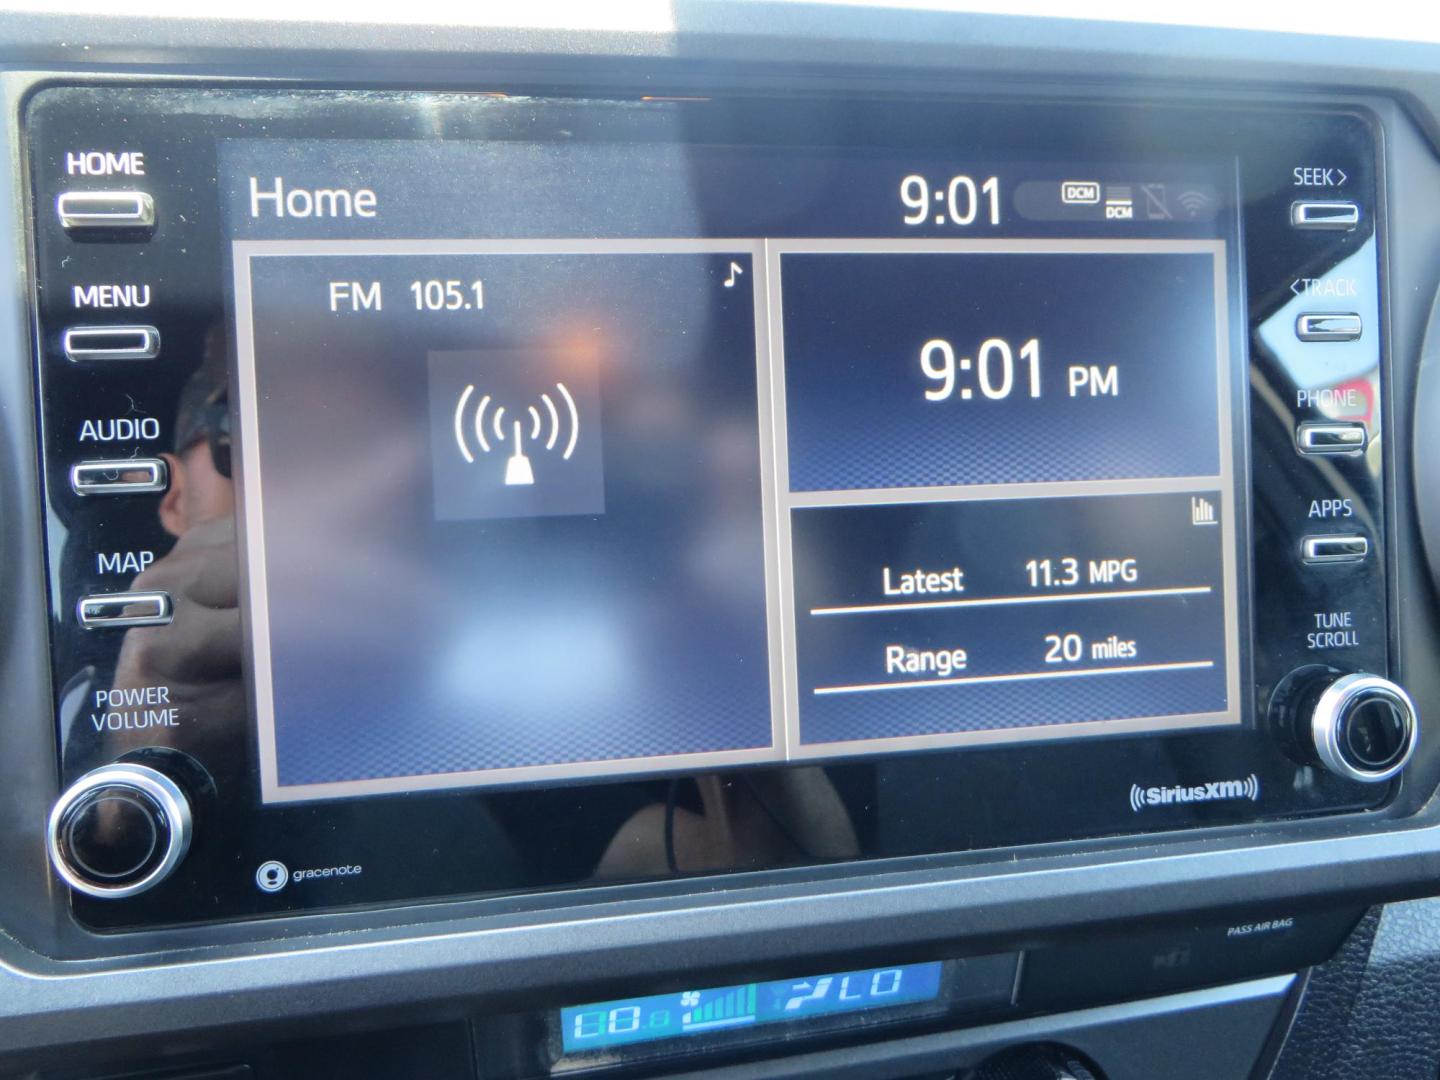 HOME
MENU
AUDIO
MAP
POWER
VOLUME
Home
9:01
DCM
DCM
FM 105.1
9:01 PM
Latest 11.3 MPG
Range 20 miles
SEEK>
<TRACK
PHONE
APPS
TUNE
SCROLL
SiriusXM
gracenote
PASS AIR BAG
LO